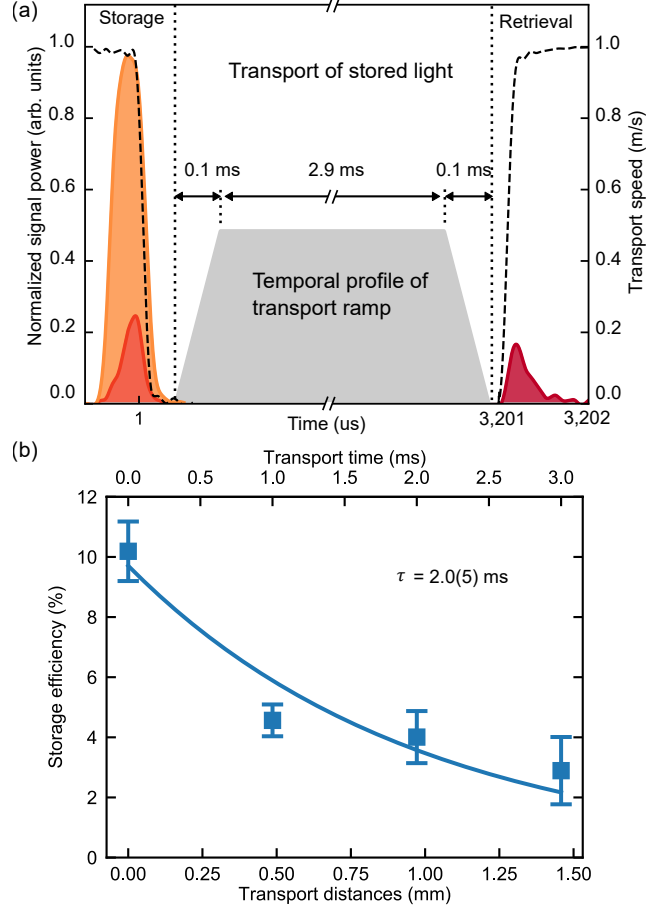 (a)
Storage
Retrieval
Transport of stored light
0.1 ms
2.9 ms
0.1 ms
Temporal profile of
transport ramp
Normalized signal power (arb. units)
1.0
0.8
0.6
0.4
0.2
0.0
Transport speed (m/s)
1.0
0.8
0.6
0.4
0.2
0.0
1
3,201
3,202
Time (us)
(b)
Transport time (ms)
0.0
0.5
1.0
1.5
2.0
2.5
3.0
τ = 2.0(5) ms
Storage efficiency (%)
12
10
8
6
4
2
0
0.00
0.25
0.50
0.75
1.00
1.25
1.50
Transport distances (mm)